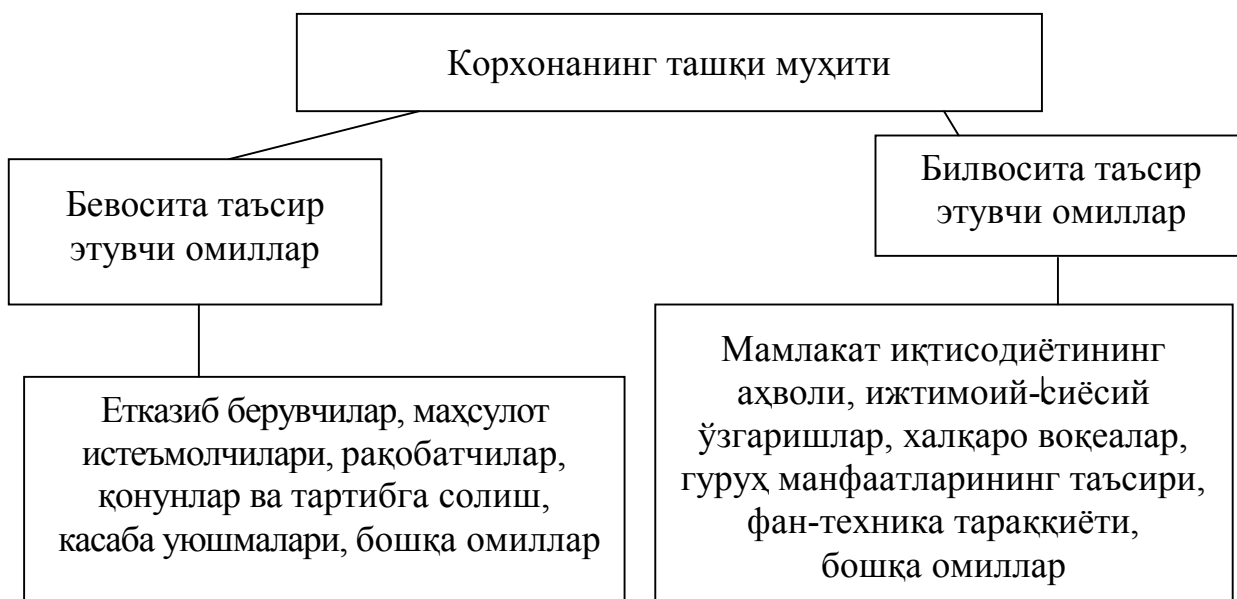 Корхонанинг ташқи муҳити
Бевосита таъсир
этувчи омиллар
Билвосита таъсир
этувчи омиллар
Етказиб берувчилар, маҳсулот
истеъмолчилари, рақобатчилар,
қонунлар ва тартибга солиш,
касаба уюшмалари, бошқа омиллар
Мамлакат иқтисодиётининг
аҳволи, ижтимоий-сиёсий
ўзгаришлар, халқаро воқеалар,
гуруҳ манфаатларининг таъсири,
фан-техника тараққиёти,
бошқа омиллар